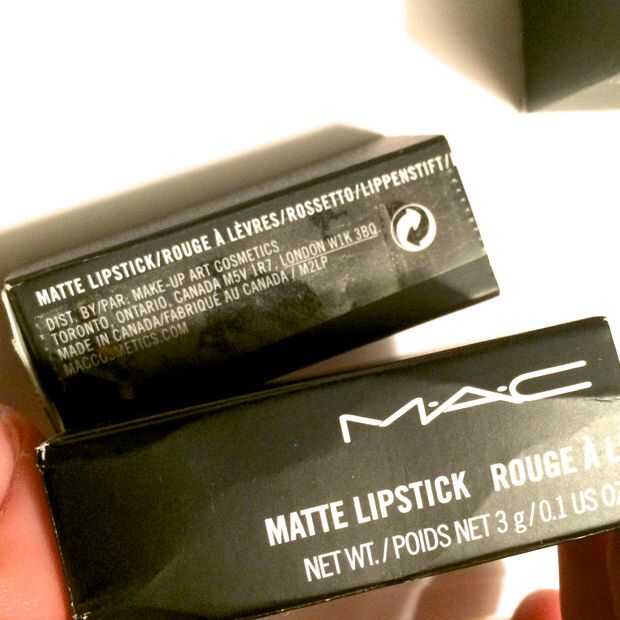 MATTE LIPSTICK/ROUGE À LÈVRES/ROSSETTO/LIPPENSTIFT/
DIST. BY/PAR: MAKE-UP ART COSMETICS
TORONTO, ONTARIO CANADA M5V 1R7, LONDON W1K 3BQ
MADE IN CANADA/FABRIQUÉ AU CANADA / M2LP
MACCOSMETICS.COM
M·A·C
MATTE LIPSTICK ROUGE À
NET WT./POIDS NET 3 g/0.1 US